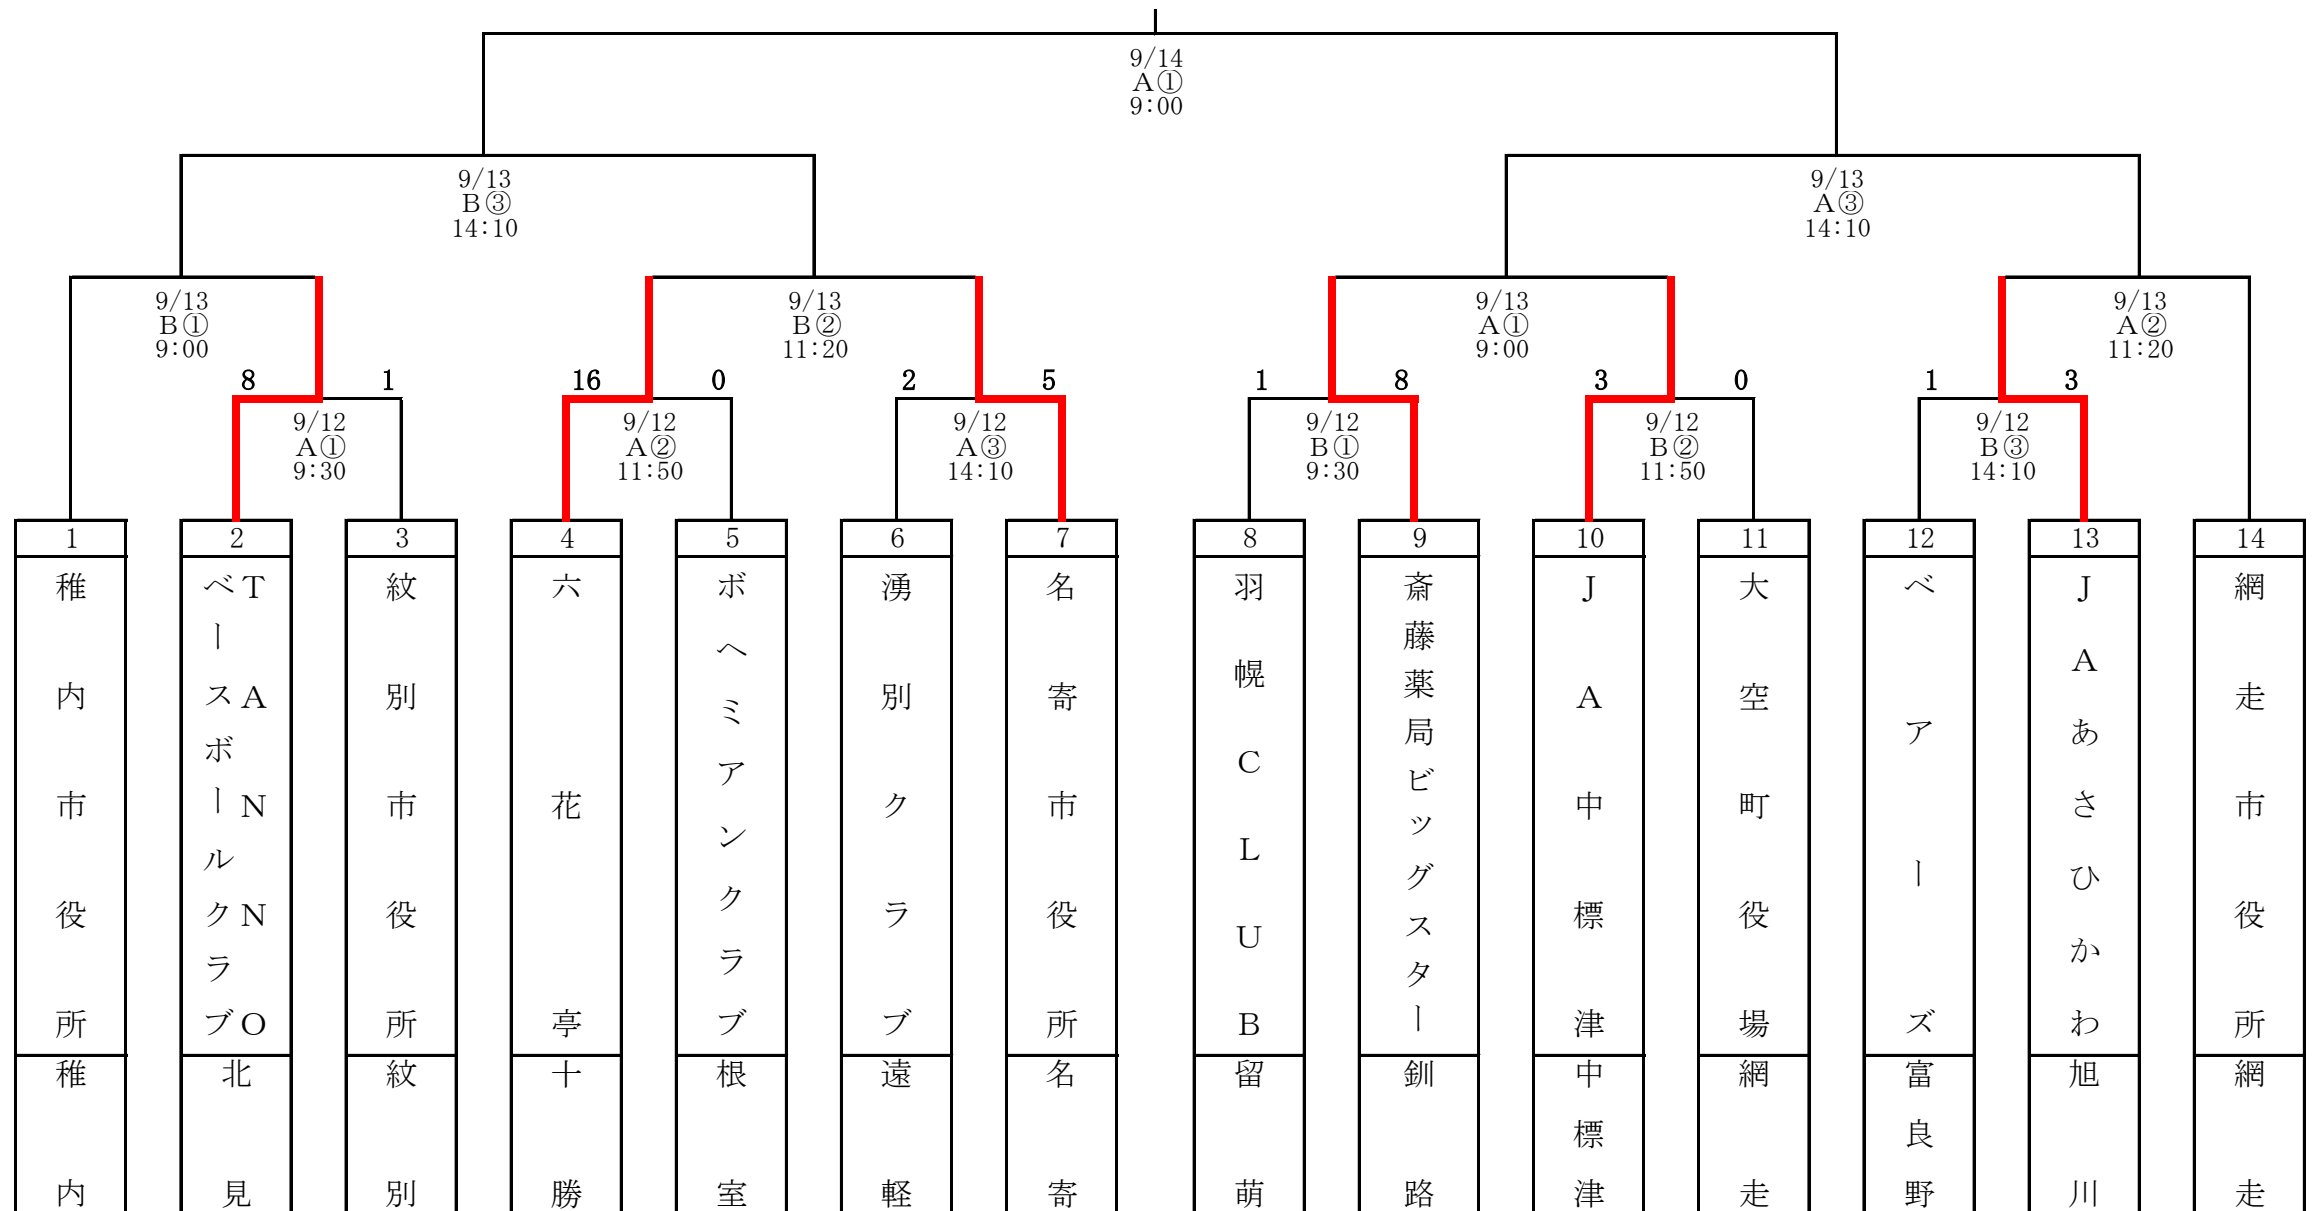 9/14
A①
9:00
9/13
B③
14:10
9/13
A③
14:10
9/13
B①
9:00
9/13
B②
11:20
9/13
A①
9:00
9/13
A②
11:20
8 1
16 0
2 5
1 8
3 0
1 3
9/12
A①
9:30
9/12
A②
11:50
9/12
A③
14:10
9/12
B①
9:30
9/12
B②
11:50
9/12
B③
14:10
1
稚内市役所
稚内
2
TANNO
ベースボールクラブ
北見
3
紋別市役所
紋別
4
六花亭
十勝
5
ボヘミアンクラブ
根室
6
湧別クラブ
遠軽
7
名寄市役所
名寄
8
羽幌CLUB
留萌
9
斎藤薬局ビッグスター
釧路
10
JA中標津
中標津
11
大空町役場
網走
12
ベアーズ
富良野
13
JAあさひかわ
旭川
14
網走市役所
網走